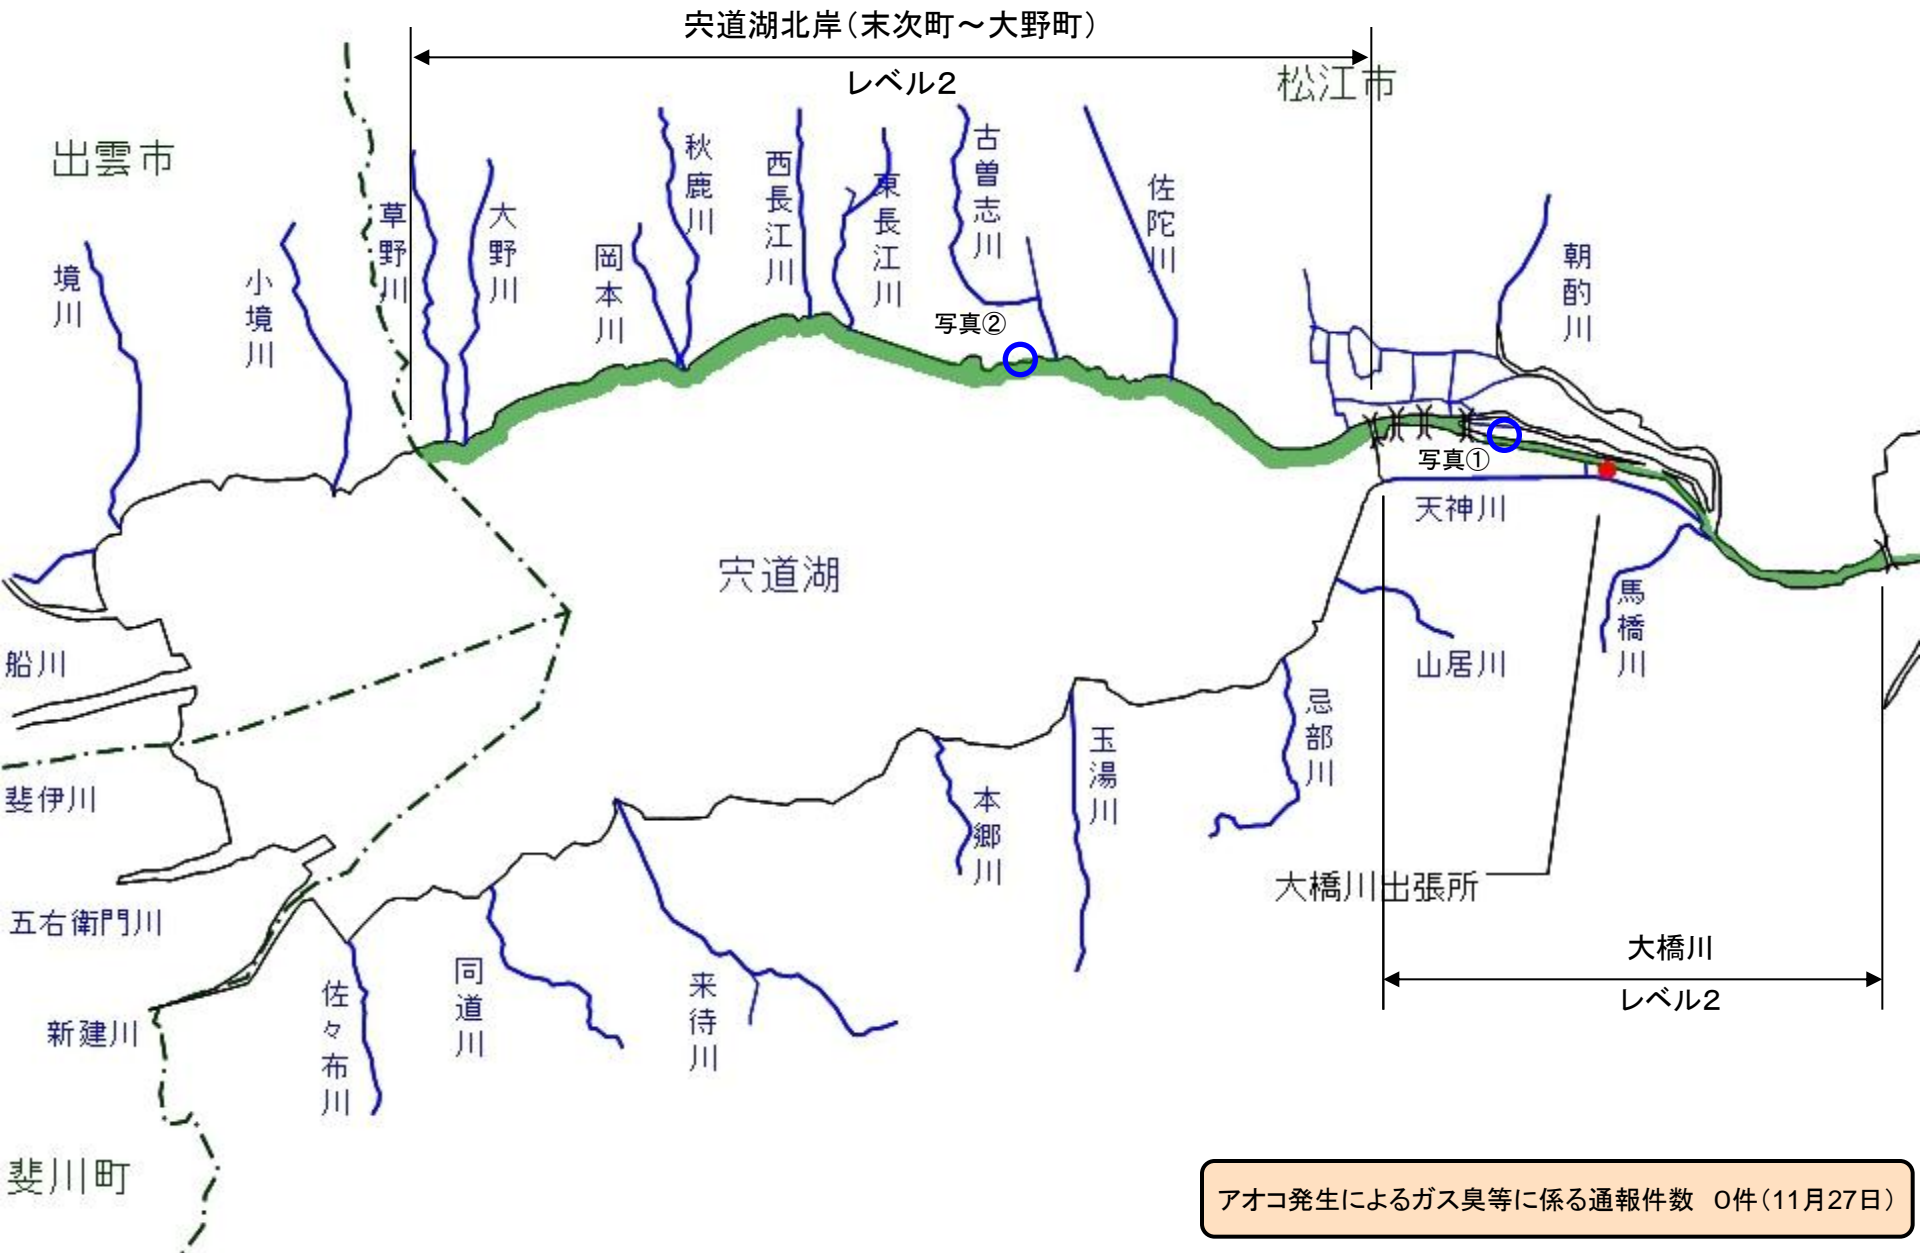 宍道湖北岸（末次町～大野町）
レベル２
松江市
出雲市
境川
小境川
草野川
大野川
岡本川
秋鹿川
西長江川
東長江川
古曽志川
佐陀川
朝酌川
写真②
写真①
天神川
宍道湖
馬橋川
山居川
船川
斐伊川
五右衛門川
新建川
斐川町
佐々布川
同道川
来待川
本郷川
玉湯川
忌部川
大橋川出張所
大橋川
レベル２
アオコ発生によるガス臭等に係る通報件数　0件（11月27日）